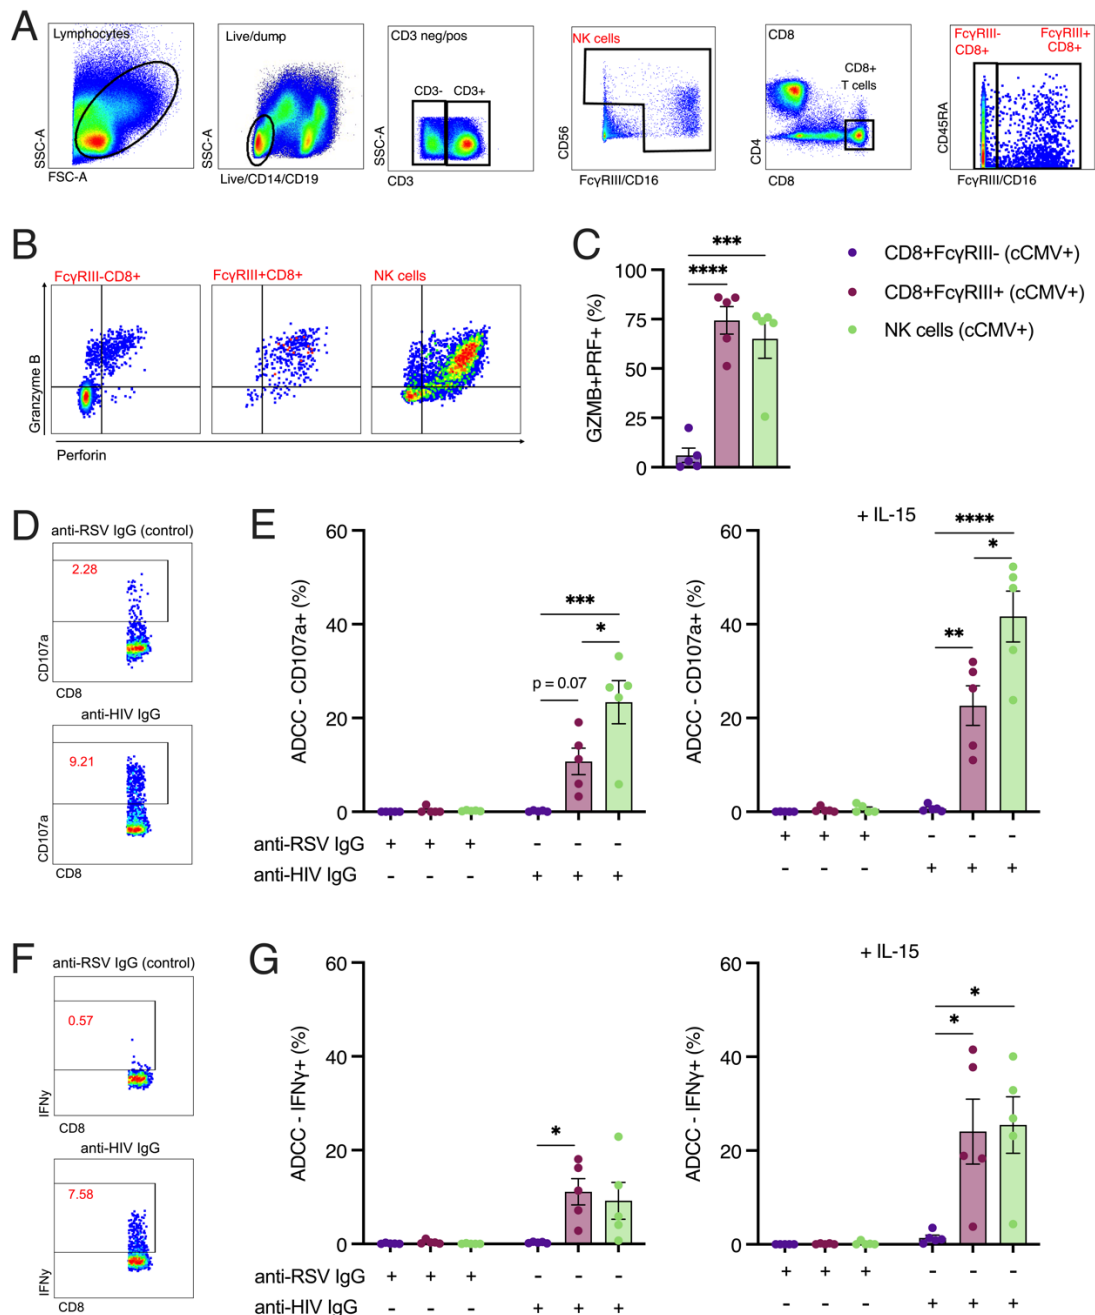 A
Lymphocytes
SSC-A
FSC-A
Live/dump
SSC-A
Live/CD14/CD19
CD3 neg/pos
CD3- CD3+
SSC-A
CD3
NK cells
CD56
FcγRIII/CD16
CD8
CD8+
T cells
CD4
CD8
FcγRIII- FcγRIII+
CD8+ CD8+
CD45RA
FcγRIII/CD16
B
FcγRIII-CD8+
FcγRIII+CD8+
NK cells
Granzyme B
Perforin
C
***
****
GZMB+PRF+ (%)
100
75
50
25
0
CD8+FcγRIII- (cCMV+)
CD8+FcγRIII+ (cCMV+)
NK cells (cCMV+)
D
anti-RSV IgG (control)
2.28
CD107a
CD8
anti-HIV IgG
9.21
CD107a
CD8
E
ADCC - CD107a+ (%)
60
40
20
0
***
*
p = 0.07
anti-RSV IgG + + + - - -
anti-HIV IgG - - - + + +
+ IL-15
ADCC - CD107a+ (%)
60
40
20
0
****
*
**
+ + + - - -
- - - + + +
F
anti-RSV IgG (control)
0.57
IFNγ
CD8
anti-HIV IgG
7.58
IFNγ
CD8
G
ADCC - IFNγ+ (%)
60
40
20
0
*
anti-RSV IgG + + + - - -
anti-HIV IgG - - - + + +
+ IL-15
ADCC - IFNγ+ (%)
60
40
20
0
*
*
+ + + - - -
- - - + + +